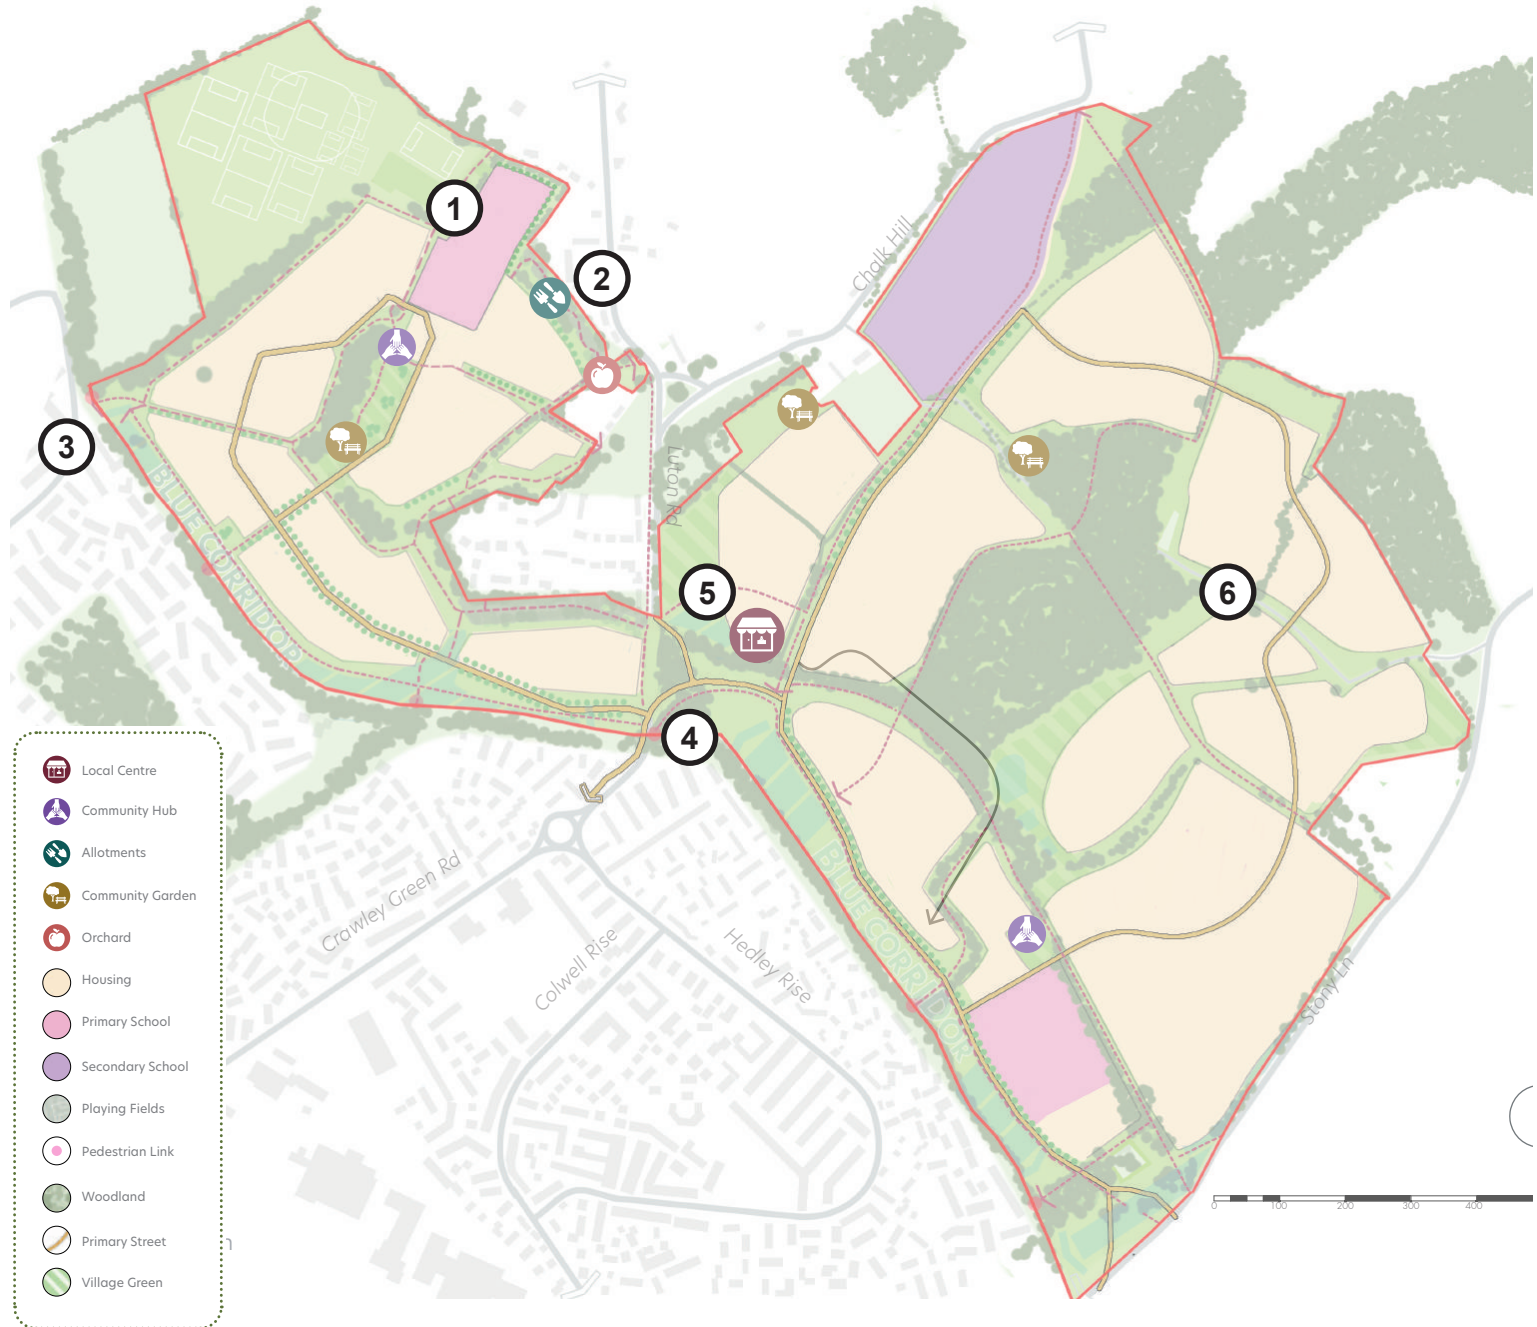 1
2
3
4
5
6
Chalk Hill
Luton Rd
BLUE CORRIDOR
BLUE CORRIDOR
Crawley Green Rd
Colwell Rise
Hedley Rise
Stony Ln
Local Centre
Community Hub
Allotments
Community Garden
Orchard
Housing
Primary School
Secondary School
Playing Fields
Pedestrian Link
Woodland
Primary Street
Village Green
n
0 100 200 300 400